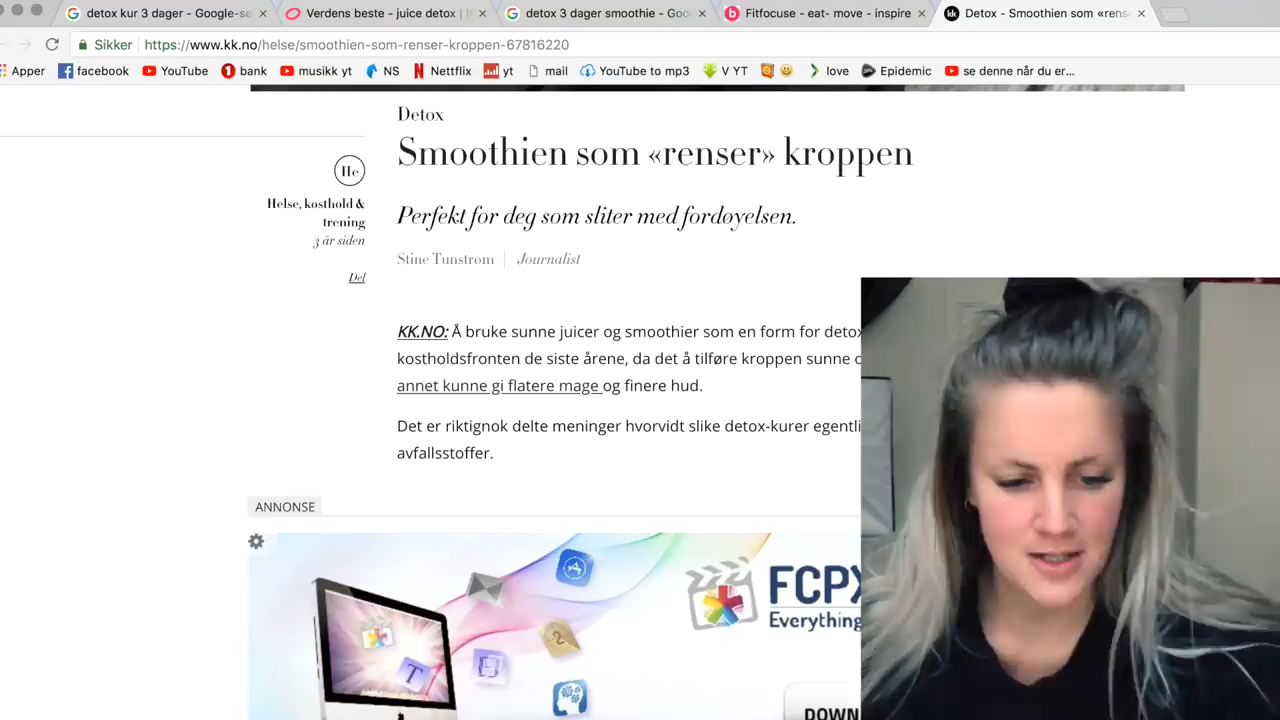 detox kur 3 dager - Google-sø
Verdens beste - juice detox | I
detox 3 dager smoothie - Goo
Fitfocuse - eat- move - inspire
Detox - Smoothien som «rense
Sikker
https://www.kk.no/helse/smoothien-som-renser-kroppen-67816220
Apper
facebook
YouTube
bank
musikk yt
NS
Nettflix
yt
mail
YouTube to mp3
V YT
love
Epidemic
se denne når du er...
Detox
Smoothien som «renser» kroppen
He
Helse, kosthold &
trening
3 år siden
Del
Perfekt for deg som sliter med fordøyelsen.
Stine Tunstrøm
Journalist
KK.NO: Å bruke sunne juicer og smoothier som en form for detox
kostholdsfronten de siste årene, da det å tilføre kroppen sunne
annet kunne gi flatere mage og finere hud.
Det er riktignok delte meninger hvorvidt slike detox-kurer egentli
avfallsstoffer.
ANNONSE
FCPX
Everything
T
2
DOWN